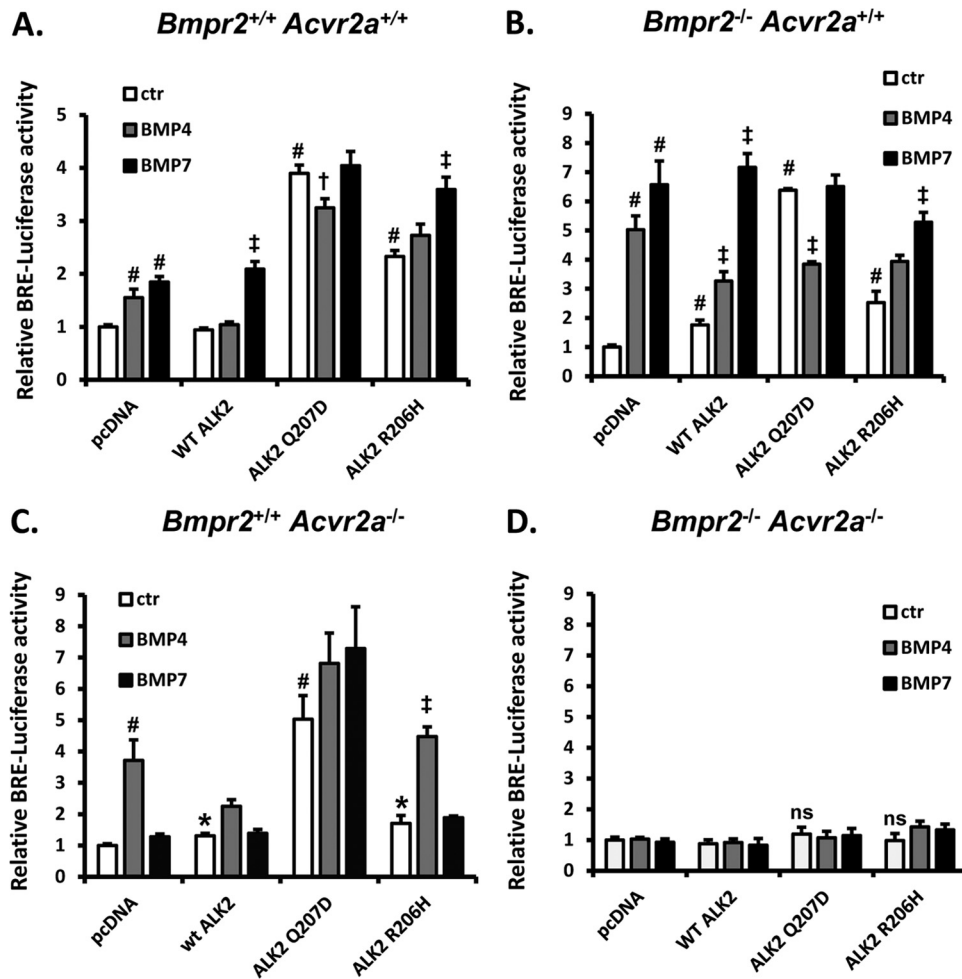 A. Bmpr2+/+ Acvr2a+/+
Relative BRE-Luciferase activity
5
4
3
2
1
0
ctr
BMP4
BMP7
# #
‡
# †
# ‡
pcDNA
WT ALK2
ALK2 Q207D
ALK2 R206H
B. Bmpr2-/- Acvr2a+/+
Relative BRE-Luciferase activity
9
8
7
6
5
4
3
2
1
0
ctr
BMP4
BMP7
# #
# ‡ ‡
# ‡
# ‡
pcDNA
WT ALK2
ALK2 Q207D
ALK2 R206H
C. Bmpr2+/+ Acvr2a-/-
Relative BRE-Luciferase activity
9
8
7
6
5
4
3
2
1
0
ctr
BMP4
BMP7
#
*
#
* ‡
pcDNA
wt ALK2
ALK2 Q207D
ALK2 R206H
D. Bmpr2-/- Acvr2a-/-
Relative BRE-Luciferase activity
9
8
7
6
5
4
3
2
1
0
ctr
BMP4
BMP7
ns
ns
pcDNA
WT ALK2
ALK2 Q207D
ALK2 R206H